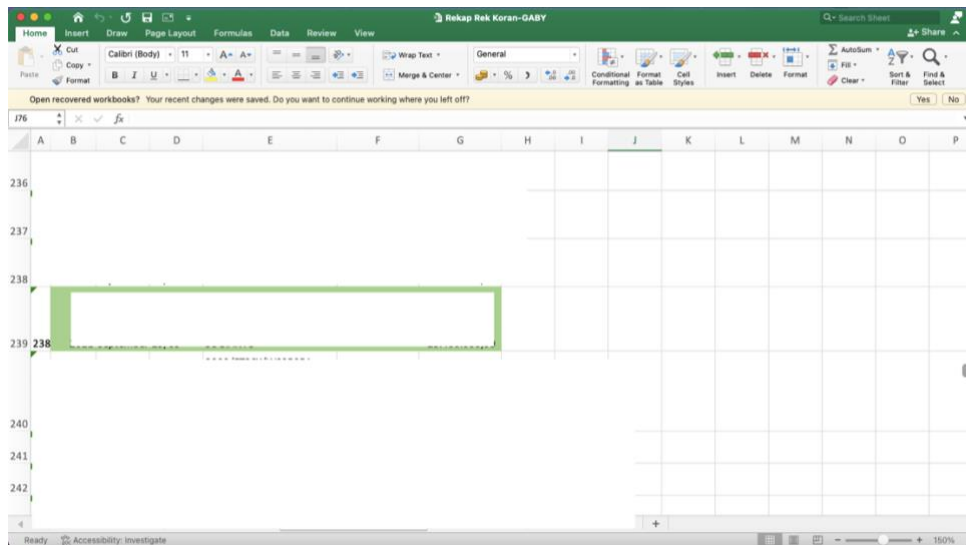 Rekap Rek Koran-GABY
Search Sheet
Home Insert Draw Page Layout Formulas Data Review View
Share
Paste
Cut
Copy
Format
Calibri (Body) 11 A A
B I U A
Wrap Text
Merge & Center
General
%
Conditional Formatting
Format as Table
Cell Styles
Insert
Delete
Format
AutoSum
Fill
Clear
Sort & Filter
Find & Select
Open recovered workbooks? Your recent changes were saved. Do you want to continue working where you left off?
Yes No
J76 fx
A B C D E F G H I J K L M N O P
236
237
238
239 238
240
241
242
Ready Accessibility: Investigate
150%